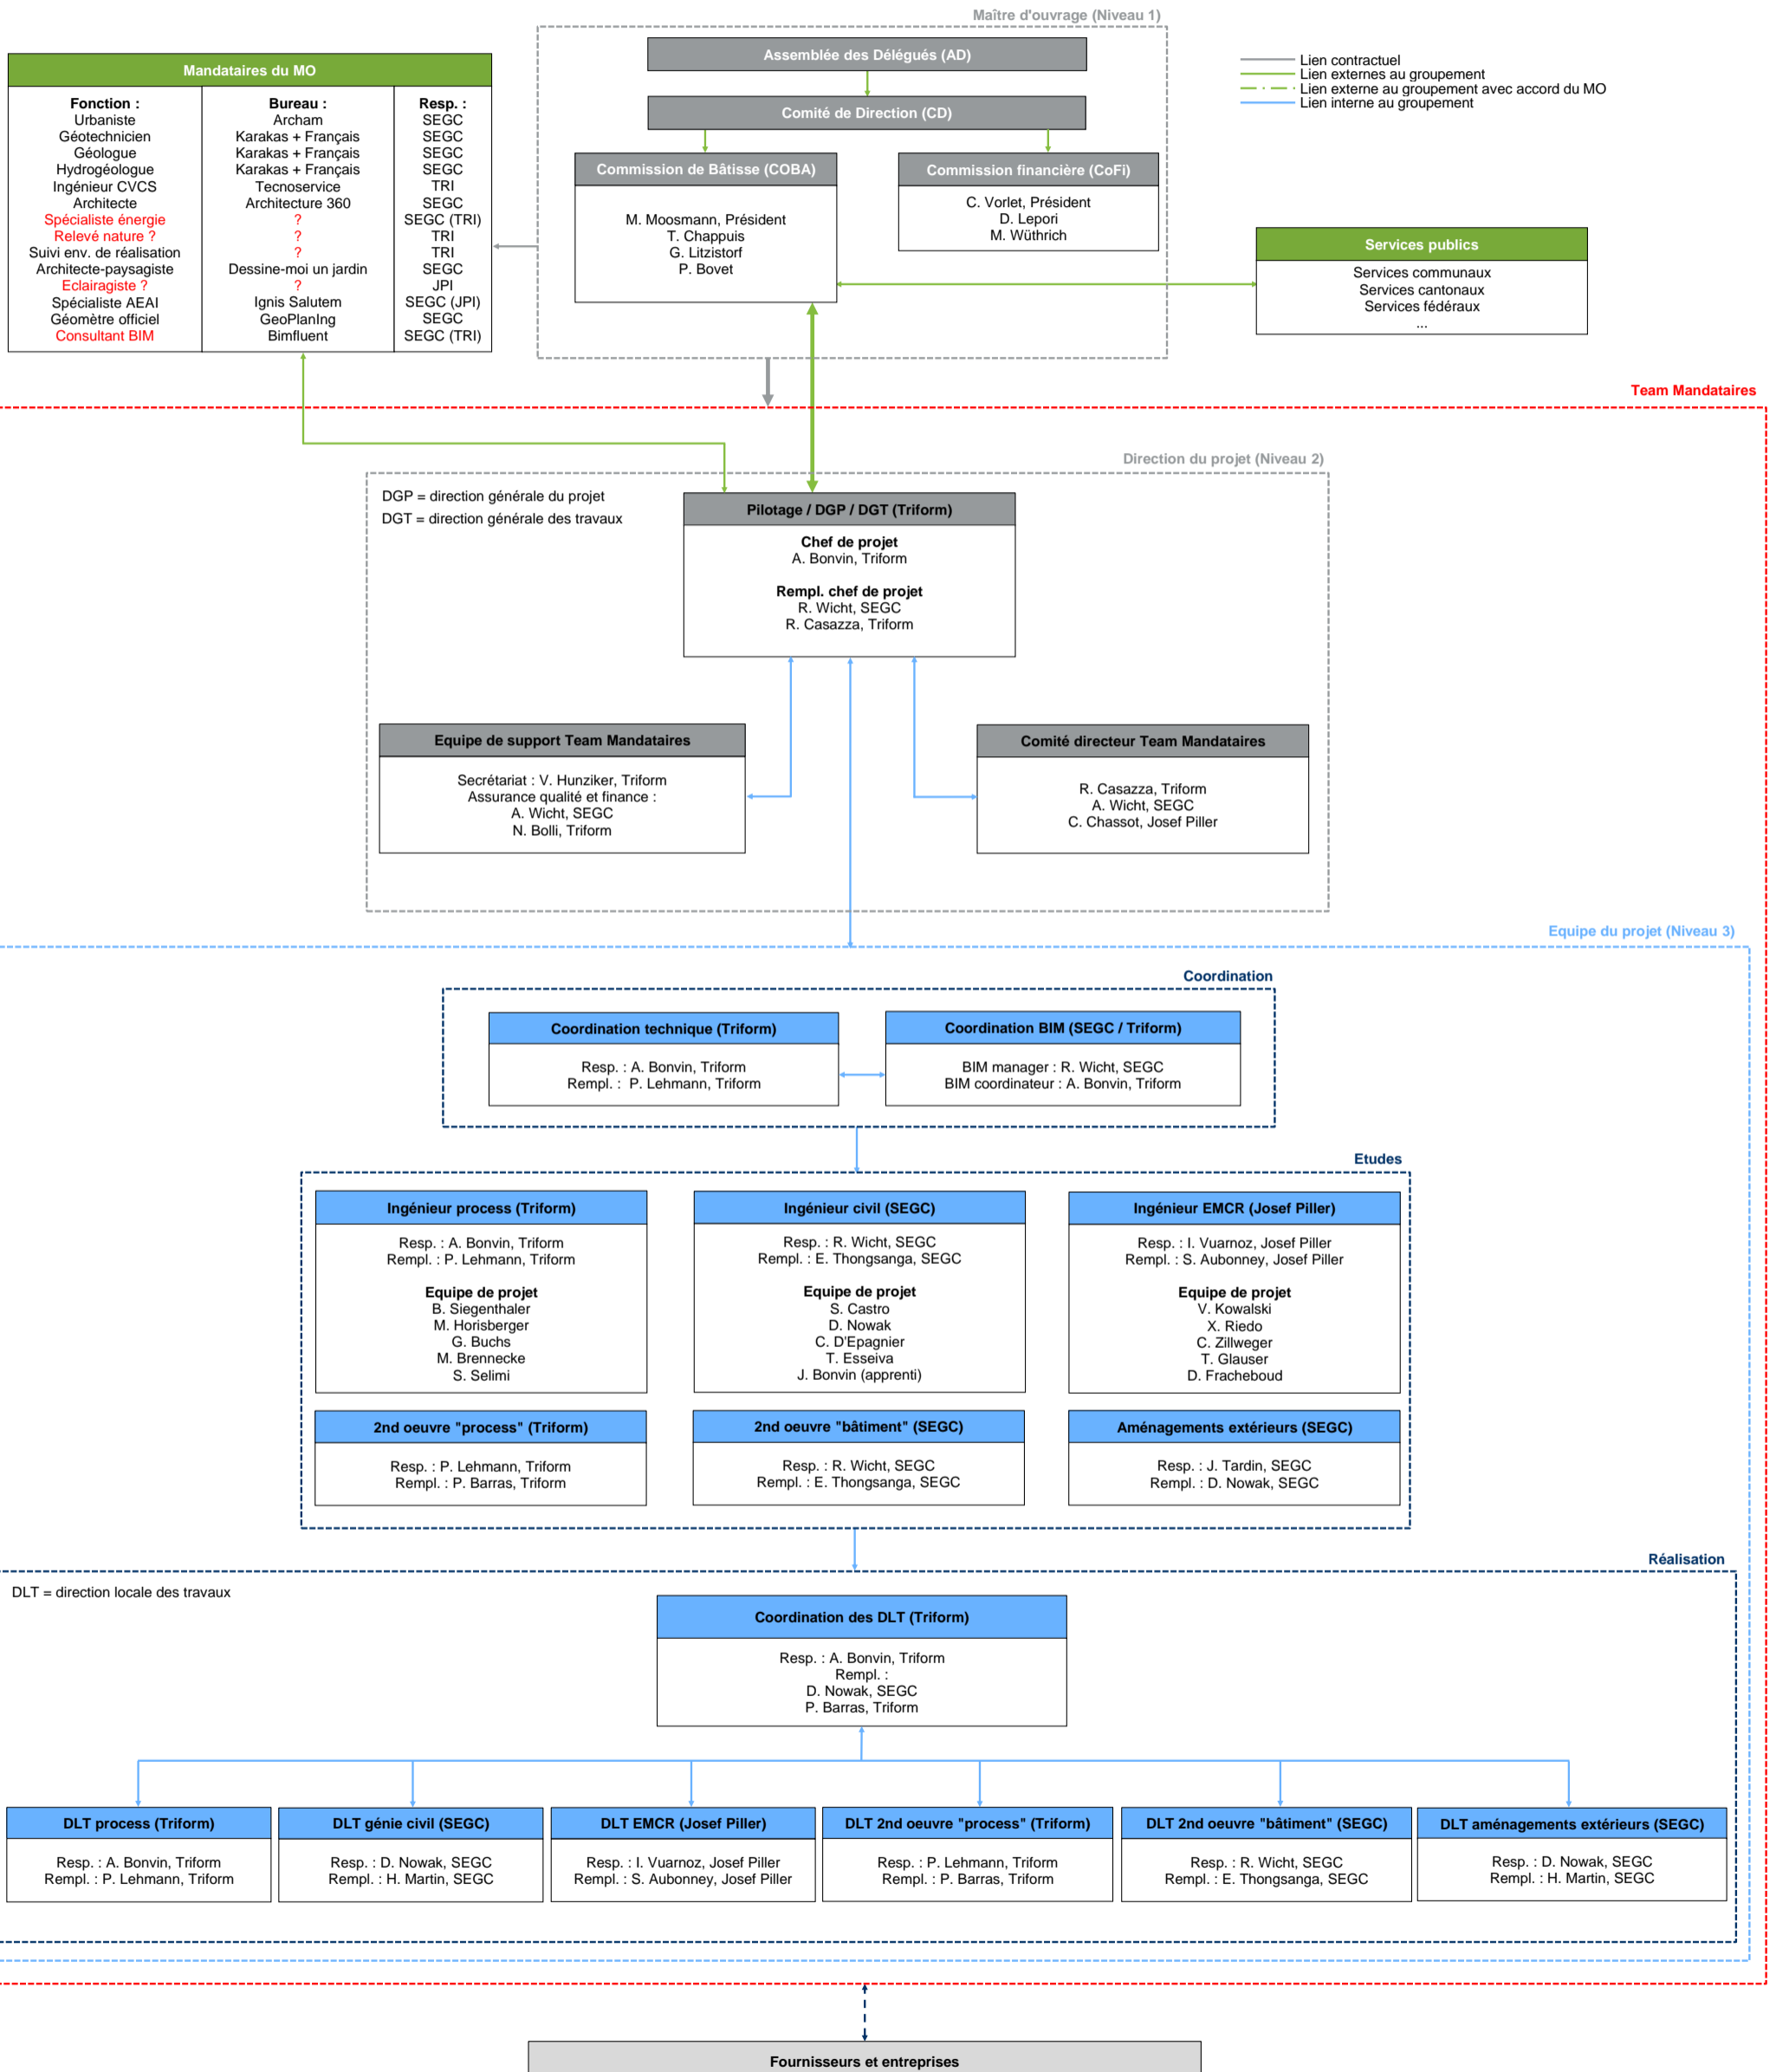 Maître d'ouvrage (Niveau 1)
Assemblée des Délégués (AD)
Comité de Direction (CD)
Commission de Bâtisse (COBA)
M. Moosmann, Président
T. Chappuis
G. Litzistorf
P. Bovet
Commission financière (CoFi)
C. Vorlet, Président
D. Lepori
M. Wüthrich
Lien contractuel
Lien externes au groupement
Lien externe au groupement avec accord du MO
Lien interne au groupement
Mandataires du MO
Fonction : Bureau : Resp. :
Urbaniste Archam SEGC
Géotechnicien Karakas + Français SEGC
Géologue Karakas + Français SEGC
Hydrogéologue Karakas + Français SEGC
Ingénieur CVCS Tecnoservice TRI
Architecte Architecture 360 SEGC
Spécialiste énergie ? SEGC (TRI)
Relevé nature ? ? TRI
Suivi env. de réalisation ? TRI
Architecte-paysagiste Dessine-moi un jardin SEGC
Eclairagiste ? ? JPI
Spécialiste AEAI Ignis Salutem SEGC (JPI)
Géomètre officiel GeoPlanIng SEGC
Consultant BIM Bimfluent SEGC (TRI)
Services publics
Services communaux
Services cantonaux
Services fédéraux
...
Team Mandataires
Direction du projet (Niveau 2)
DGP = direction générale du projet
DGT = direction générale des travaux
Pilotage / DGP / DGT (Triform)
Chef de projet
A. Bonvin, Triform
Rempl. chef de projet
R. Wicht, SEGC
R. Casazza, Triform
Equipe de support Team Mandataires
Secrétariat : V. Hunziker, Triform
Assurance qualité et finance :
A. Wicht, SEGC
N. Bolli, Triform
Comité directeur Team Mandataires
R. Casazza, Triform
A. Wicht, SEGC
C. Chassot, Josef Piller
Equipe du projet (Niveau 3)
Coordination
Coordination technique (Triform)
Resp. : A. Bonvin, Triform
Rempl. : P. Lehmann, Triform
Coordination BIM (SEGC / Triform)
BIM manager : R. Wicht, SEGC
BIM coordinateur : A. Bonvin, Triform
Etudes
Ingénieur process (Triform)
Resp. : A. Bonvin, Triform
Rempl. : P. Lehmann, Triform
Equipe de projet
B. Siegenthaler
M. Horisberger
G. Buchs
M. Brennecke
S. Selimi
Ingénieur civil (SEGC)
Resp. : R. Wicht, SEGC
Rempl. : E. Thongsanga, SEGC
Equipe de projet
S. Castro
D. Nowak
C. D'Epagnier
T. Esseiva
J. Bonvin (apprenti)
Ingénieur EMCR (Josef Piller)
Resp. : I. Vuarnoz, Josef Piller
Rempl. : S. Aubonney, Josef Piller
Equipe de projet
V. Kowalski
X. Riedo
C. Zillweger
T. Glauser
D. Fracheboud
2nd oeuvre "process" (Triform)
Resp. : P. Lehmann, Triform
Rempl. : P. Barras, Triform
2nd oeuvre "bâtiment" (SEGC)
Resp. : R. Wicht, SEGC
Rempl. : E. Thongsanga, SEGC
Aménagements extérieurs (SEGC)
Resp. : J. Tardin, SEGC
Rempl. : D. Nowak, SEGC
Réalisation
DLT = direction locale des travaux
Coordination des DLT (Triform)
Resp. : A. Bonvin, Triform
Rempl. :
D. Nowak, SEGC
P. Barras, Triform
DLT process (Triform)
Resp. : A. Bonvin, Triform
Rempl. : P. Lehmann, Triform
DLT génie civil (SEGC)
Resp. : D. Nowak, SEGC
Rempl. : H. Martin, SEGC
DLT EMCR (Josef Piller)
Resp. : I. Vuarnoz, Josef Piller
Rempl. : S. Aubonney, Josef Piller
DLT 2nd oeuvre "process" (Triform)
Resp. : P. Lehmann, Triform
Rempl. : P. Barras, Triform
DLT 2nd oeuvre "bâtiment" (SEGC)
Resp. : R. Wicht, SEGC
Rempl. : E. Thongsanga, SEGC
DLT aménagements extérieurs (SEGC)
Resp. : D. Nowak, SEGC
Rempl. : H. Martin, SEGC
Fournisseurs et entreprises